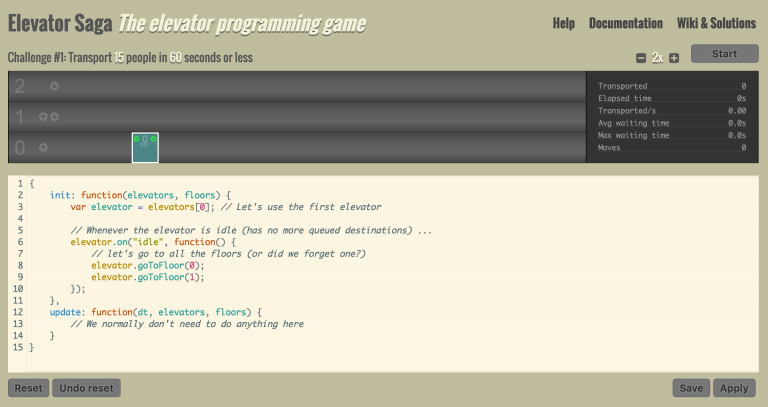 Elevator Saga The elevator programming game
Help Documentation Wiki & Solutions
Challenge #1: Transport 15 people in 60 seconds or less
2x Start
2
1
0
0
Transported 0
Elapsed time 0s
Transported/s 0.00
Avg waiting time 0.0s
Max waiting time 0.0s
Moves 0
1 {
2     init: function(elevators, floors) {
3         var elevator = elevators[0]; // Let's use the first elevator
4
5         // Whenever the elevator is idle (has no more queued destinations) ...
6         elevator.on("idle", function() {
7             // let's go to all the floors (or did we forget one?)
8             elevator.goToFloor(0);
9             elevator.goToFloor(1);
10         });
11     },
12     update: function(dt, elevators, floors) {
13         // We normally don't need to do anything here
14     }
15 }
Reset Undo reset Save Apply